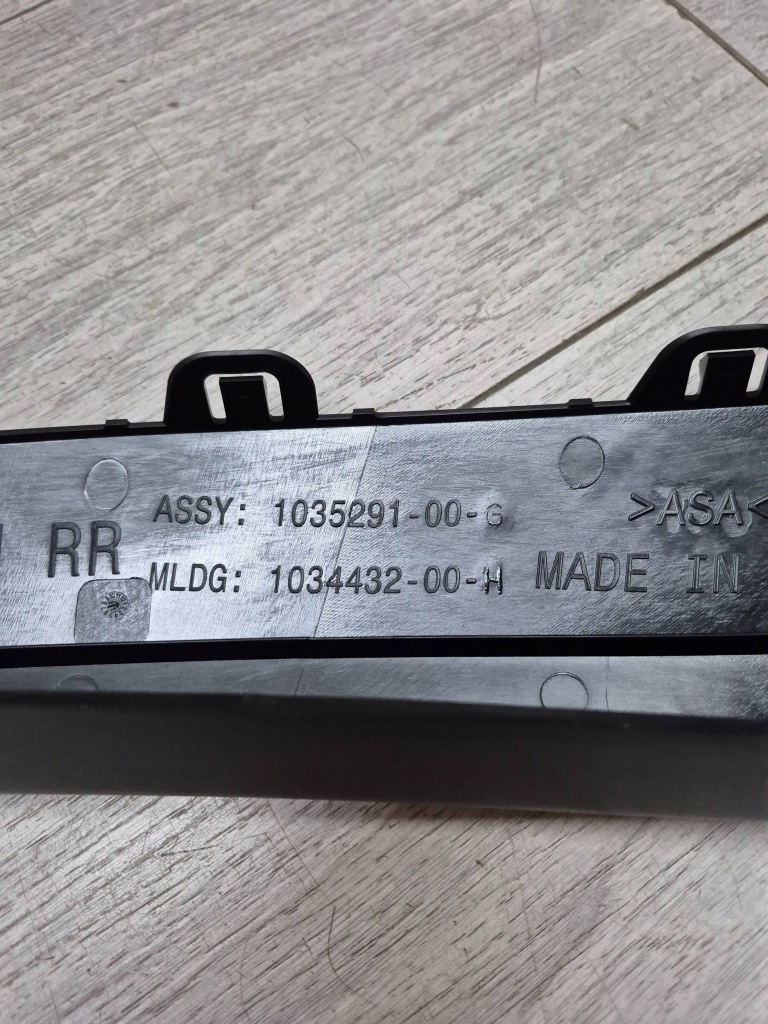 RR
ASSY: 1035291-00-G
MLDG: 1034432-00-H
>ASA<
MADE IN